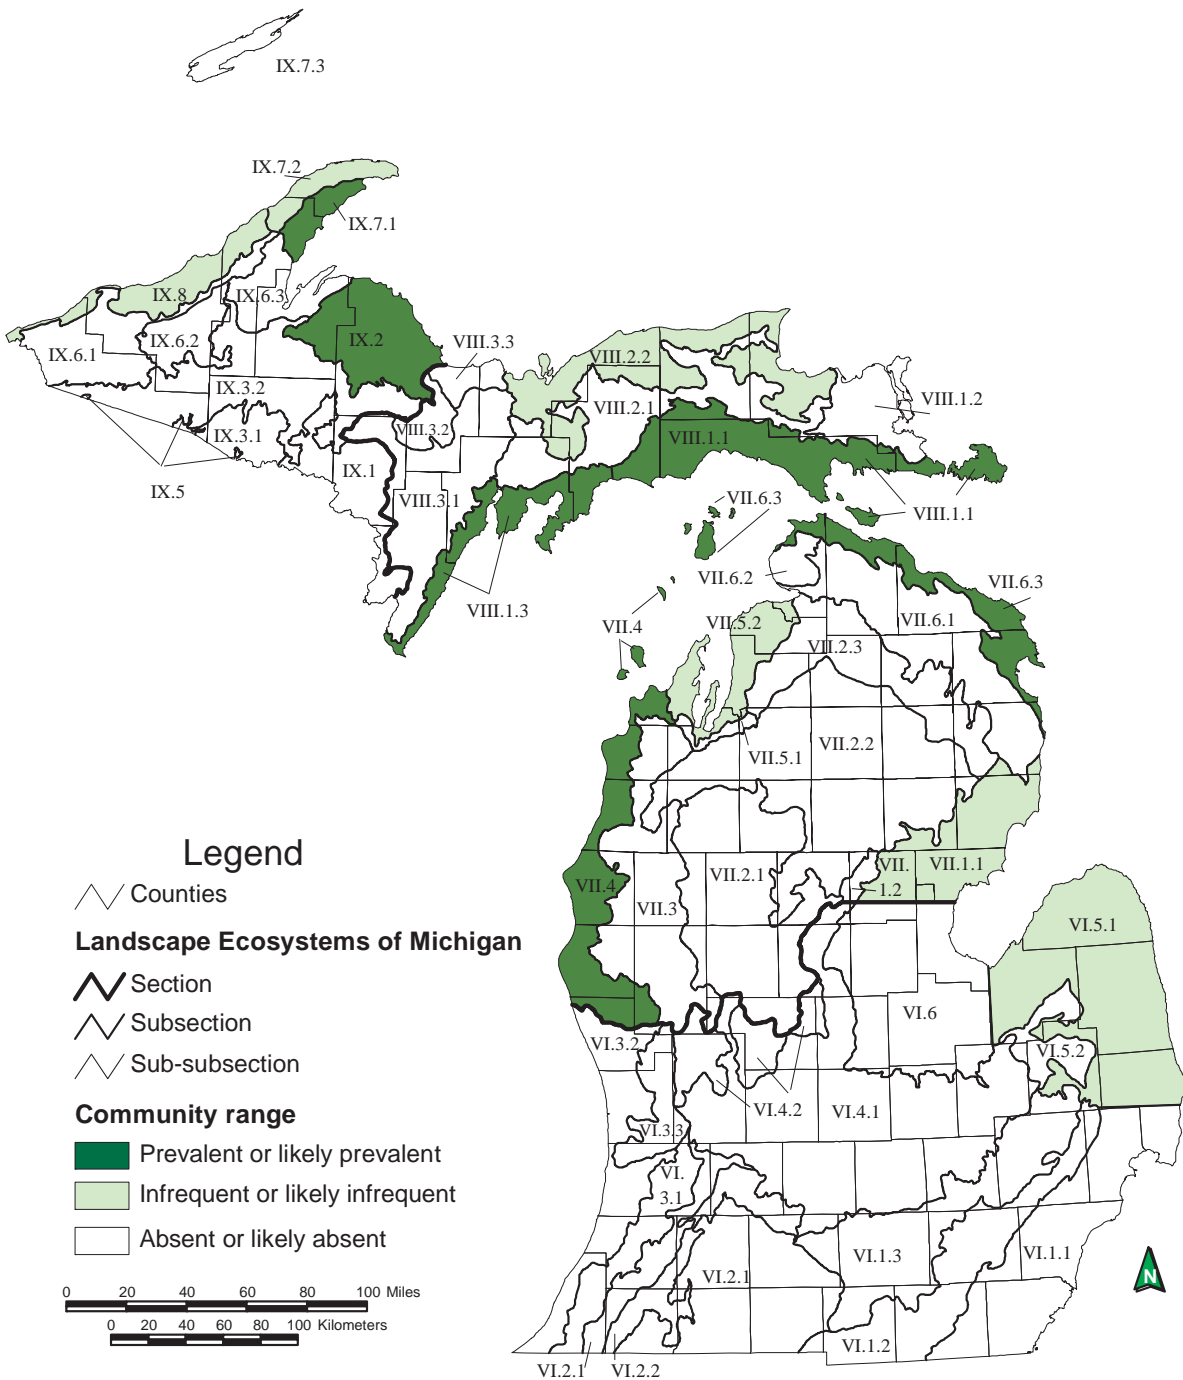 IX.7.3
IX.7.2
IX.7.1
IX.8
IX.6.3
IX.6.1
IX.6.2
IX.2
VIII.3.3
VIII.2.2
VIII.1.2
IX.3.2
VIII.2.1
IX.3.1
VIII.3.2
VIII.1.1
IX.1
IX.5
VIII.3.1
VII.6.3
VIII.1.1
VII.6.2
VII.6.3
VIII.1.3
VII.6.1
VII.4
VII.5.2
VII.2.3
VII.2.2
VII.5.1
Legend
Counties
Landscape Ecosystems of Michigan
Section
Subsection
Sub-subsection
Community range
Prevalent or likely prevalent
Infrequent or likely infrequent
Absent or likely absent
0 20 40 60 80 100 Miles
0 20 40 60 80 100 Kilometers
VII.4
VII.3
VII.2.1
VII.
1.2
VII.1.1
VI.5.1
VI.6
VI.3.2
VI.5.2
VI.4.2
VI.4.1
VI.3.3
VI.
3.1
VI.1.3
VI.1.1
VI.2.1
VI.1.2
VI.2.1
VI.2.2
N